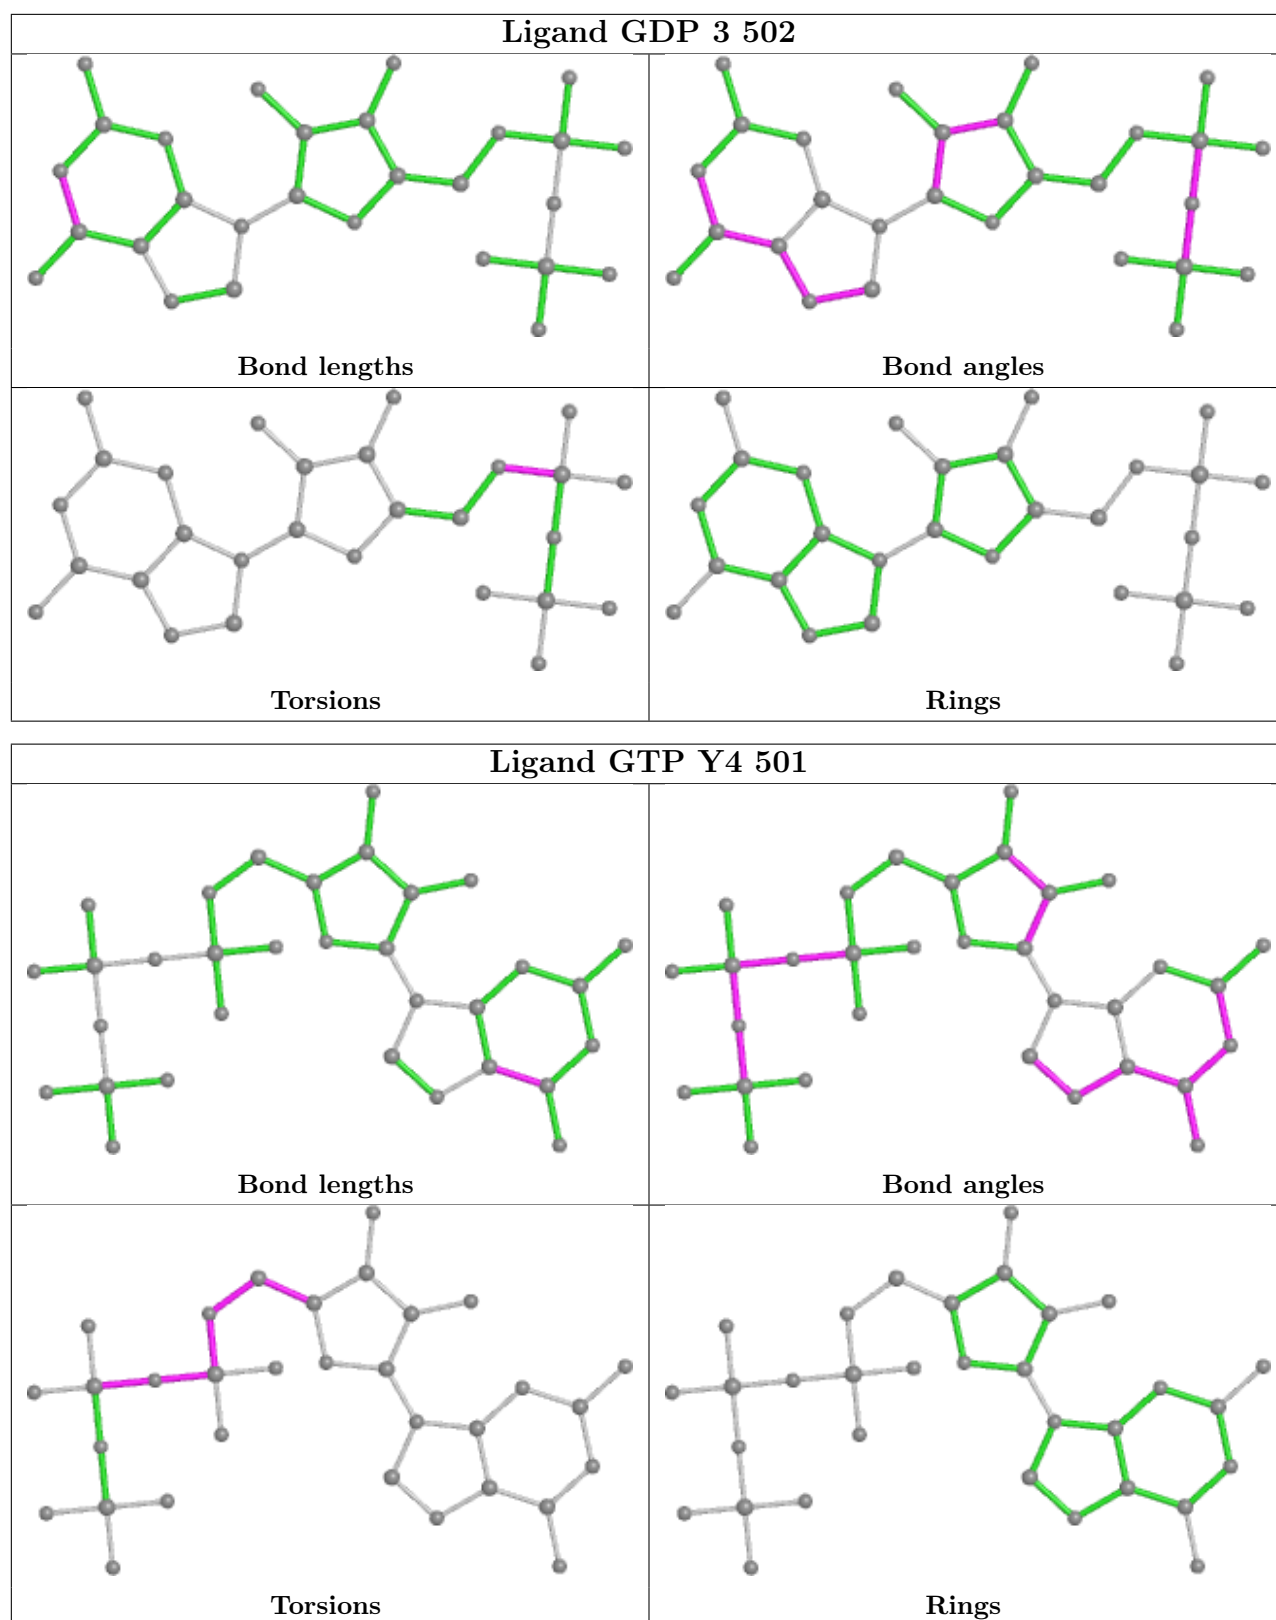 Ligand GDP 3 502
Bond lengths
Bond angles
Torsions
Rings
Ligand GTP Y4 501
Bond lengths
Bond angles
Torsions
Rings